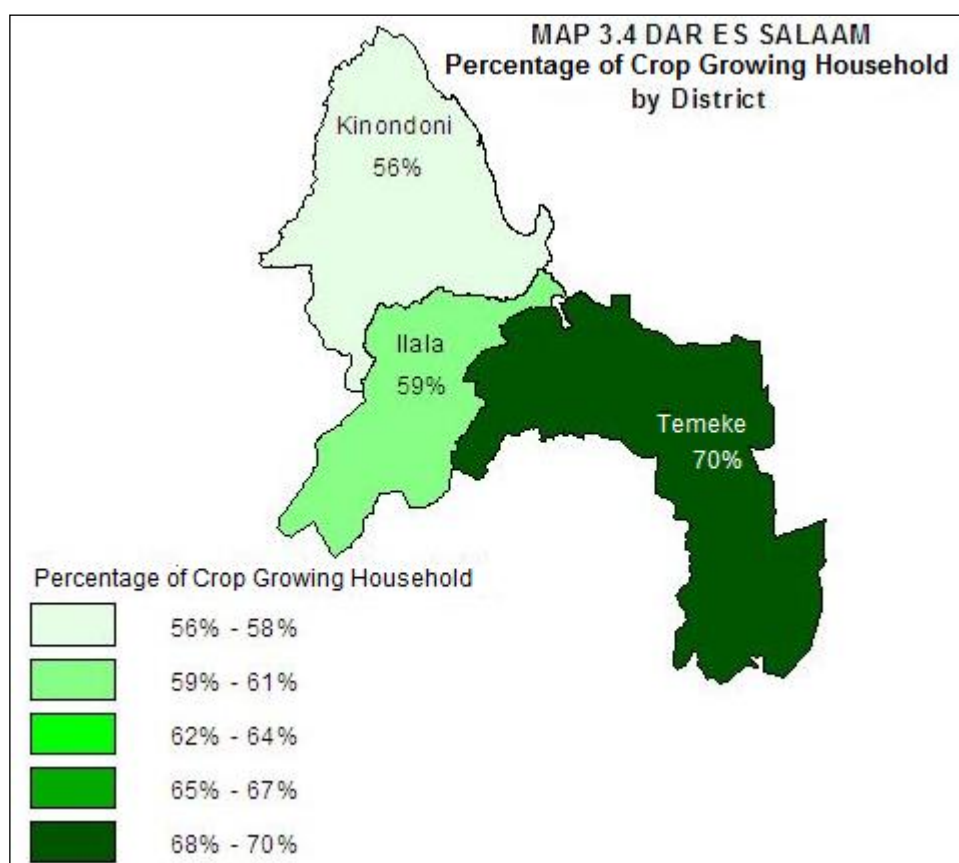 MAP 3.4 DAR ES SALAAM
Percentage of Crop Growing Household
by District
Kinondoni
56%
Ilala
59%
Temeke
70%
Percentage of Crop Growing Household
56% - 58%
59% - 61%
62% - 64%
65% - 67%
68% - 70%